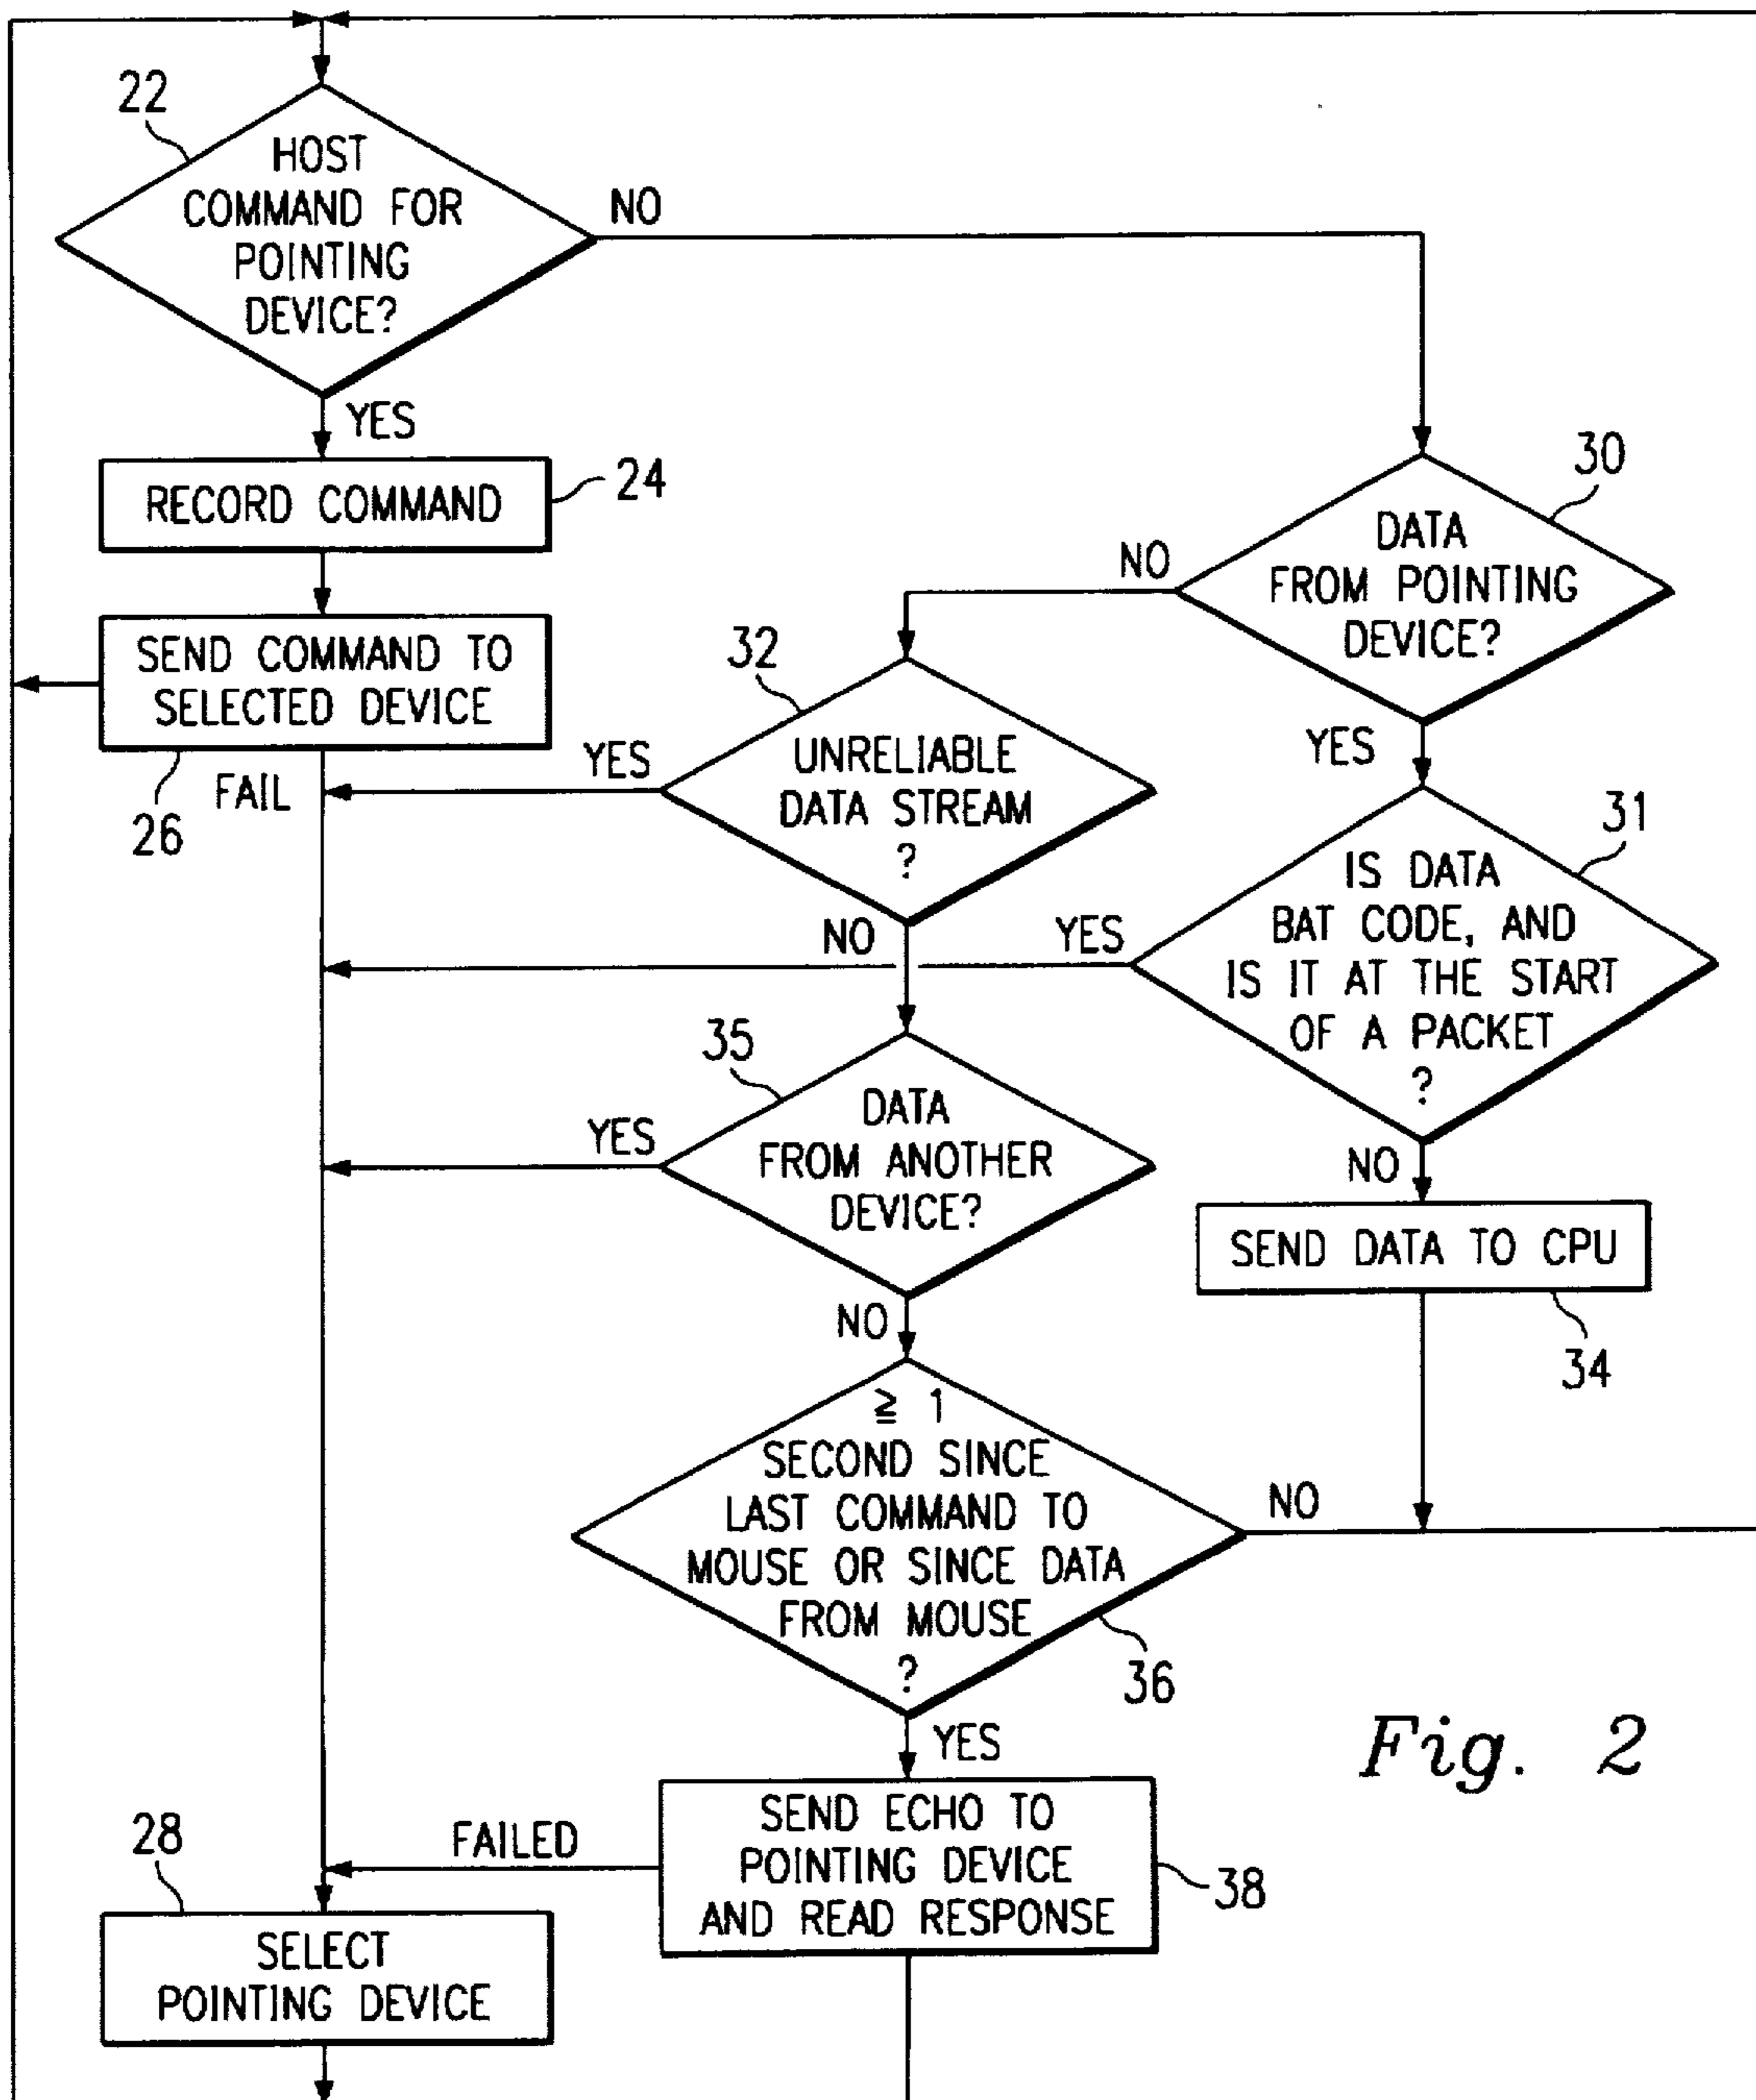 22
HOST
COMMAND FOR
POINTING
DEVICE?
NO
YES
RECORD COMMAND
24
SEND COMMAND TO
SELECTED DEVICE
26
FAIL
30
DATA
FROM POINTING
DEVICE?
NO
YES
32
UNRELIABLE
DATA STREAM
?
YES
NO
31
IS DATA
BAT CODE, AND
IS IT AT THE START
OF A PACKET
?
YES
NO
SEND DATA TO CPU
34
35
DATA
FROM ANOTHER
DEVICE?
YES
NO
≧ 1
SECOND SINCE
LAST COMMAND TO
MOUSE OR SINCE DATA
FROM MOUSE
?
36
NO
YES
SEND ECHO TO
POINTING DEVICE
AND READ RESPONSE
38
FAILED
28
SELECT
POINTING DEVICE
Fig. 2